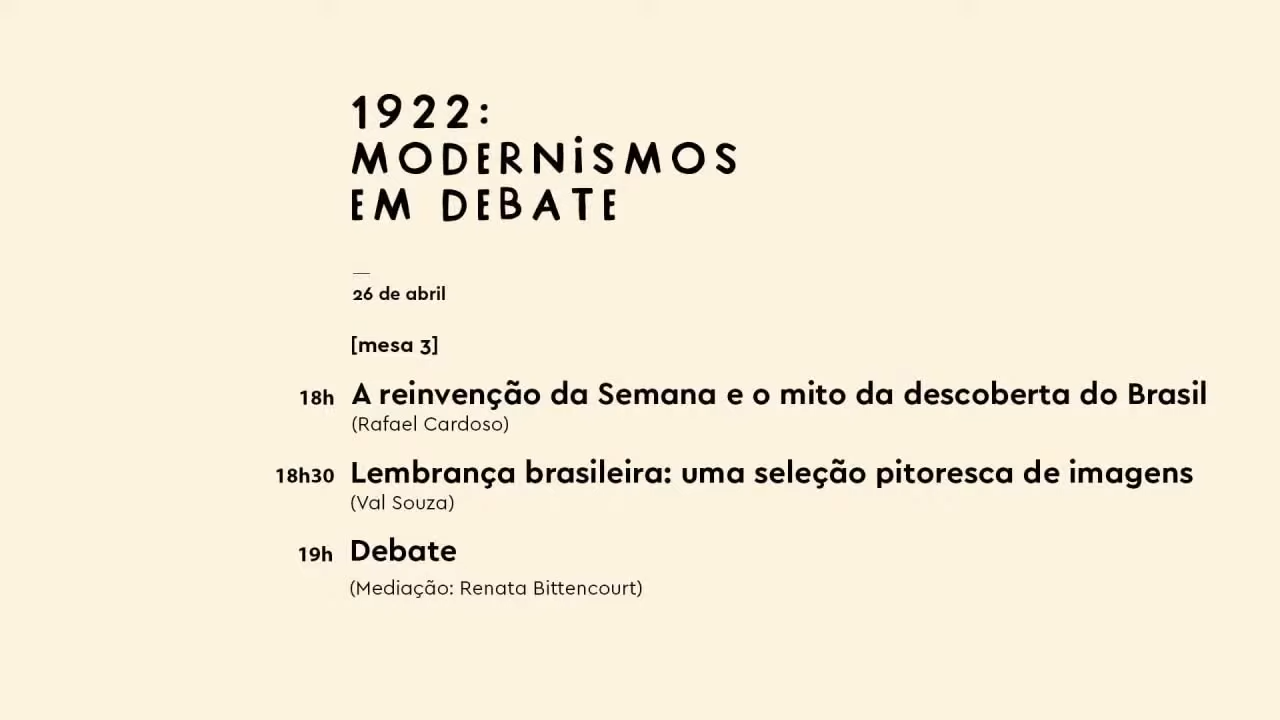 1922:
MODERNiSMOS
EM DEBATE
—
26 de abril
[mesa 3]
18h A reinvenção da Semana e o mito da descoberta do Brasil
(Rafael Cardoso)
18h30 Lembrança brasileira: uma seleção pitoresca de imagens
(Val Souza)
19h Debate
(Mediação: Renata Bittencourt)